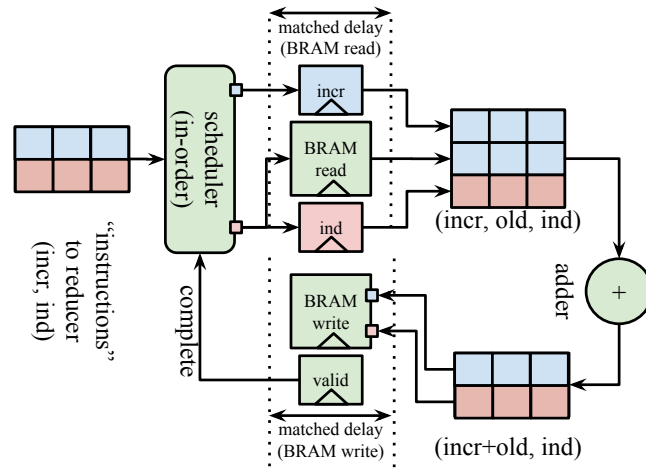 matched delay
(BRAM read)
scheduler
(in-order)
incr
BRAM
read
ind
(incr, old, ind)
"instructions"
to reducer
(incr, ind)
complete
BRAM
write
valid
adder
+
matched delay
(BRAM write)
(incr+old, ind)